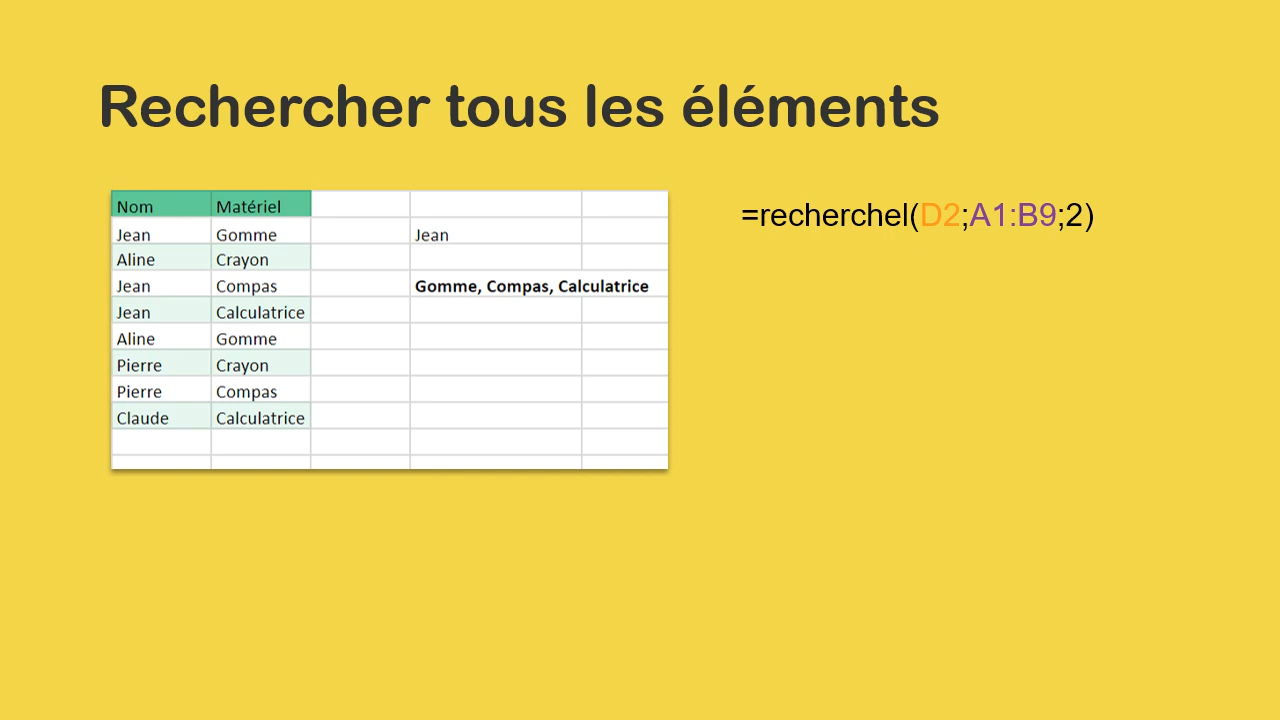 Rechercher tous les éléments
Nom Matériel
Jean Gomme Jean
Aline Crayon
Jean Compas Gomme, Compas, Calculatrice
Jean Calculatrice
Aline Gomme
Pierre Crayon
Pierre Compas
Claude Calculatrice
=recherchel(D2;A1:B9;2)